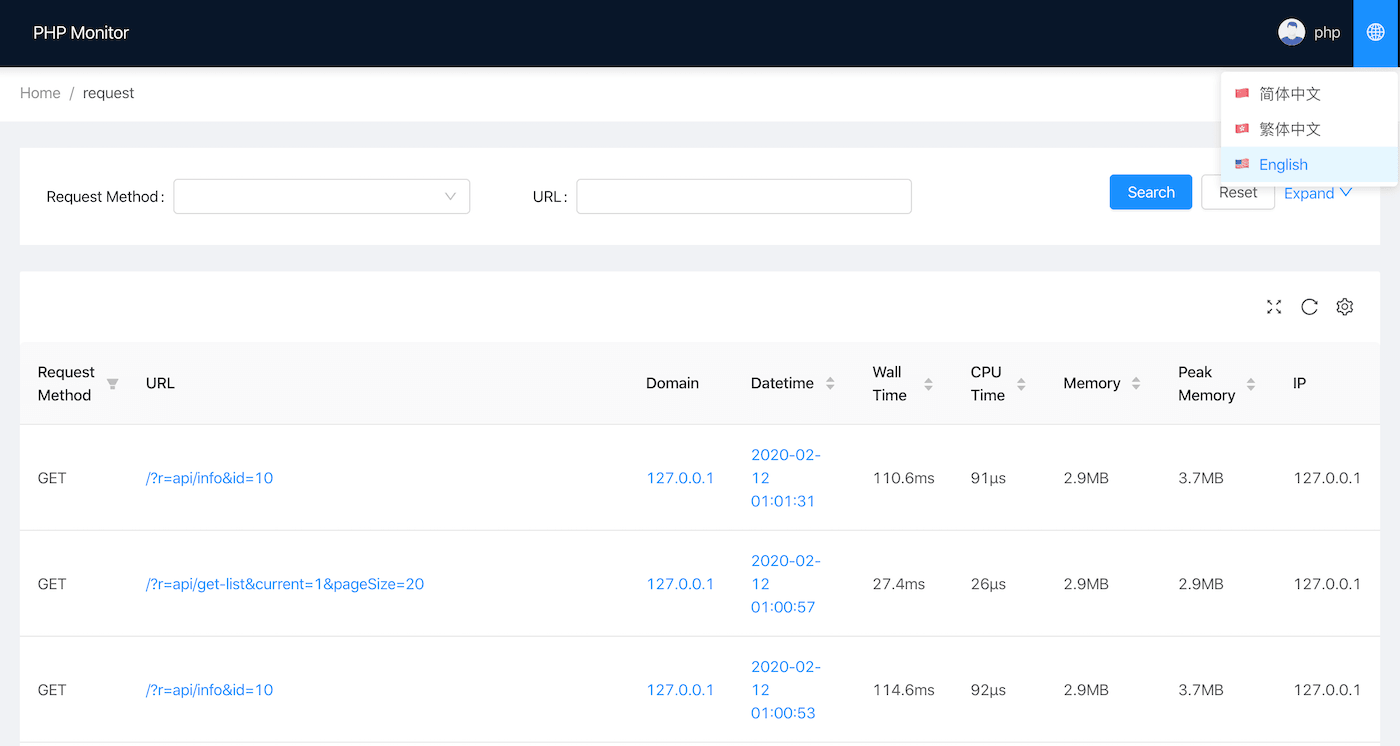 PHP Monitor
php
Home / request
简体中文
繁体中文
English
Request Method :
URL :
Search
Reset
Expand
Request Method
URL
Domain
Datetime
Wall Time
CPU Time
Memory
Peak Memory
IP
GET
/?r=api/info&id=10
127.0.0.1
2020-02-12 01:01:31
110.6ms
91µs
2.9MB
3.7MB
127.0.0.1
GET
/?r=api/get-list&current=1&pageSize=20
127.0.0.1
2020-02-12 01:00:57
27.4ms
26µs
2.9MB
2.9MB
127.0.0.1
GET
/?r=api/info&id=10
127.0.0.1
2020-02-12 01:00:53
114.6ms
92µs
2.9MB
3.7MB
127.0.0.1